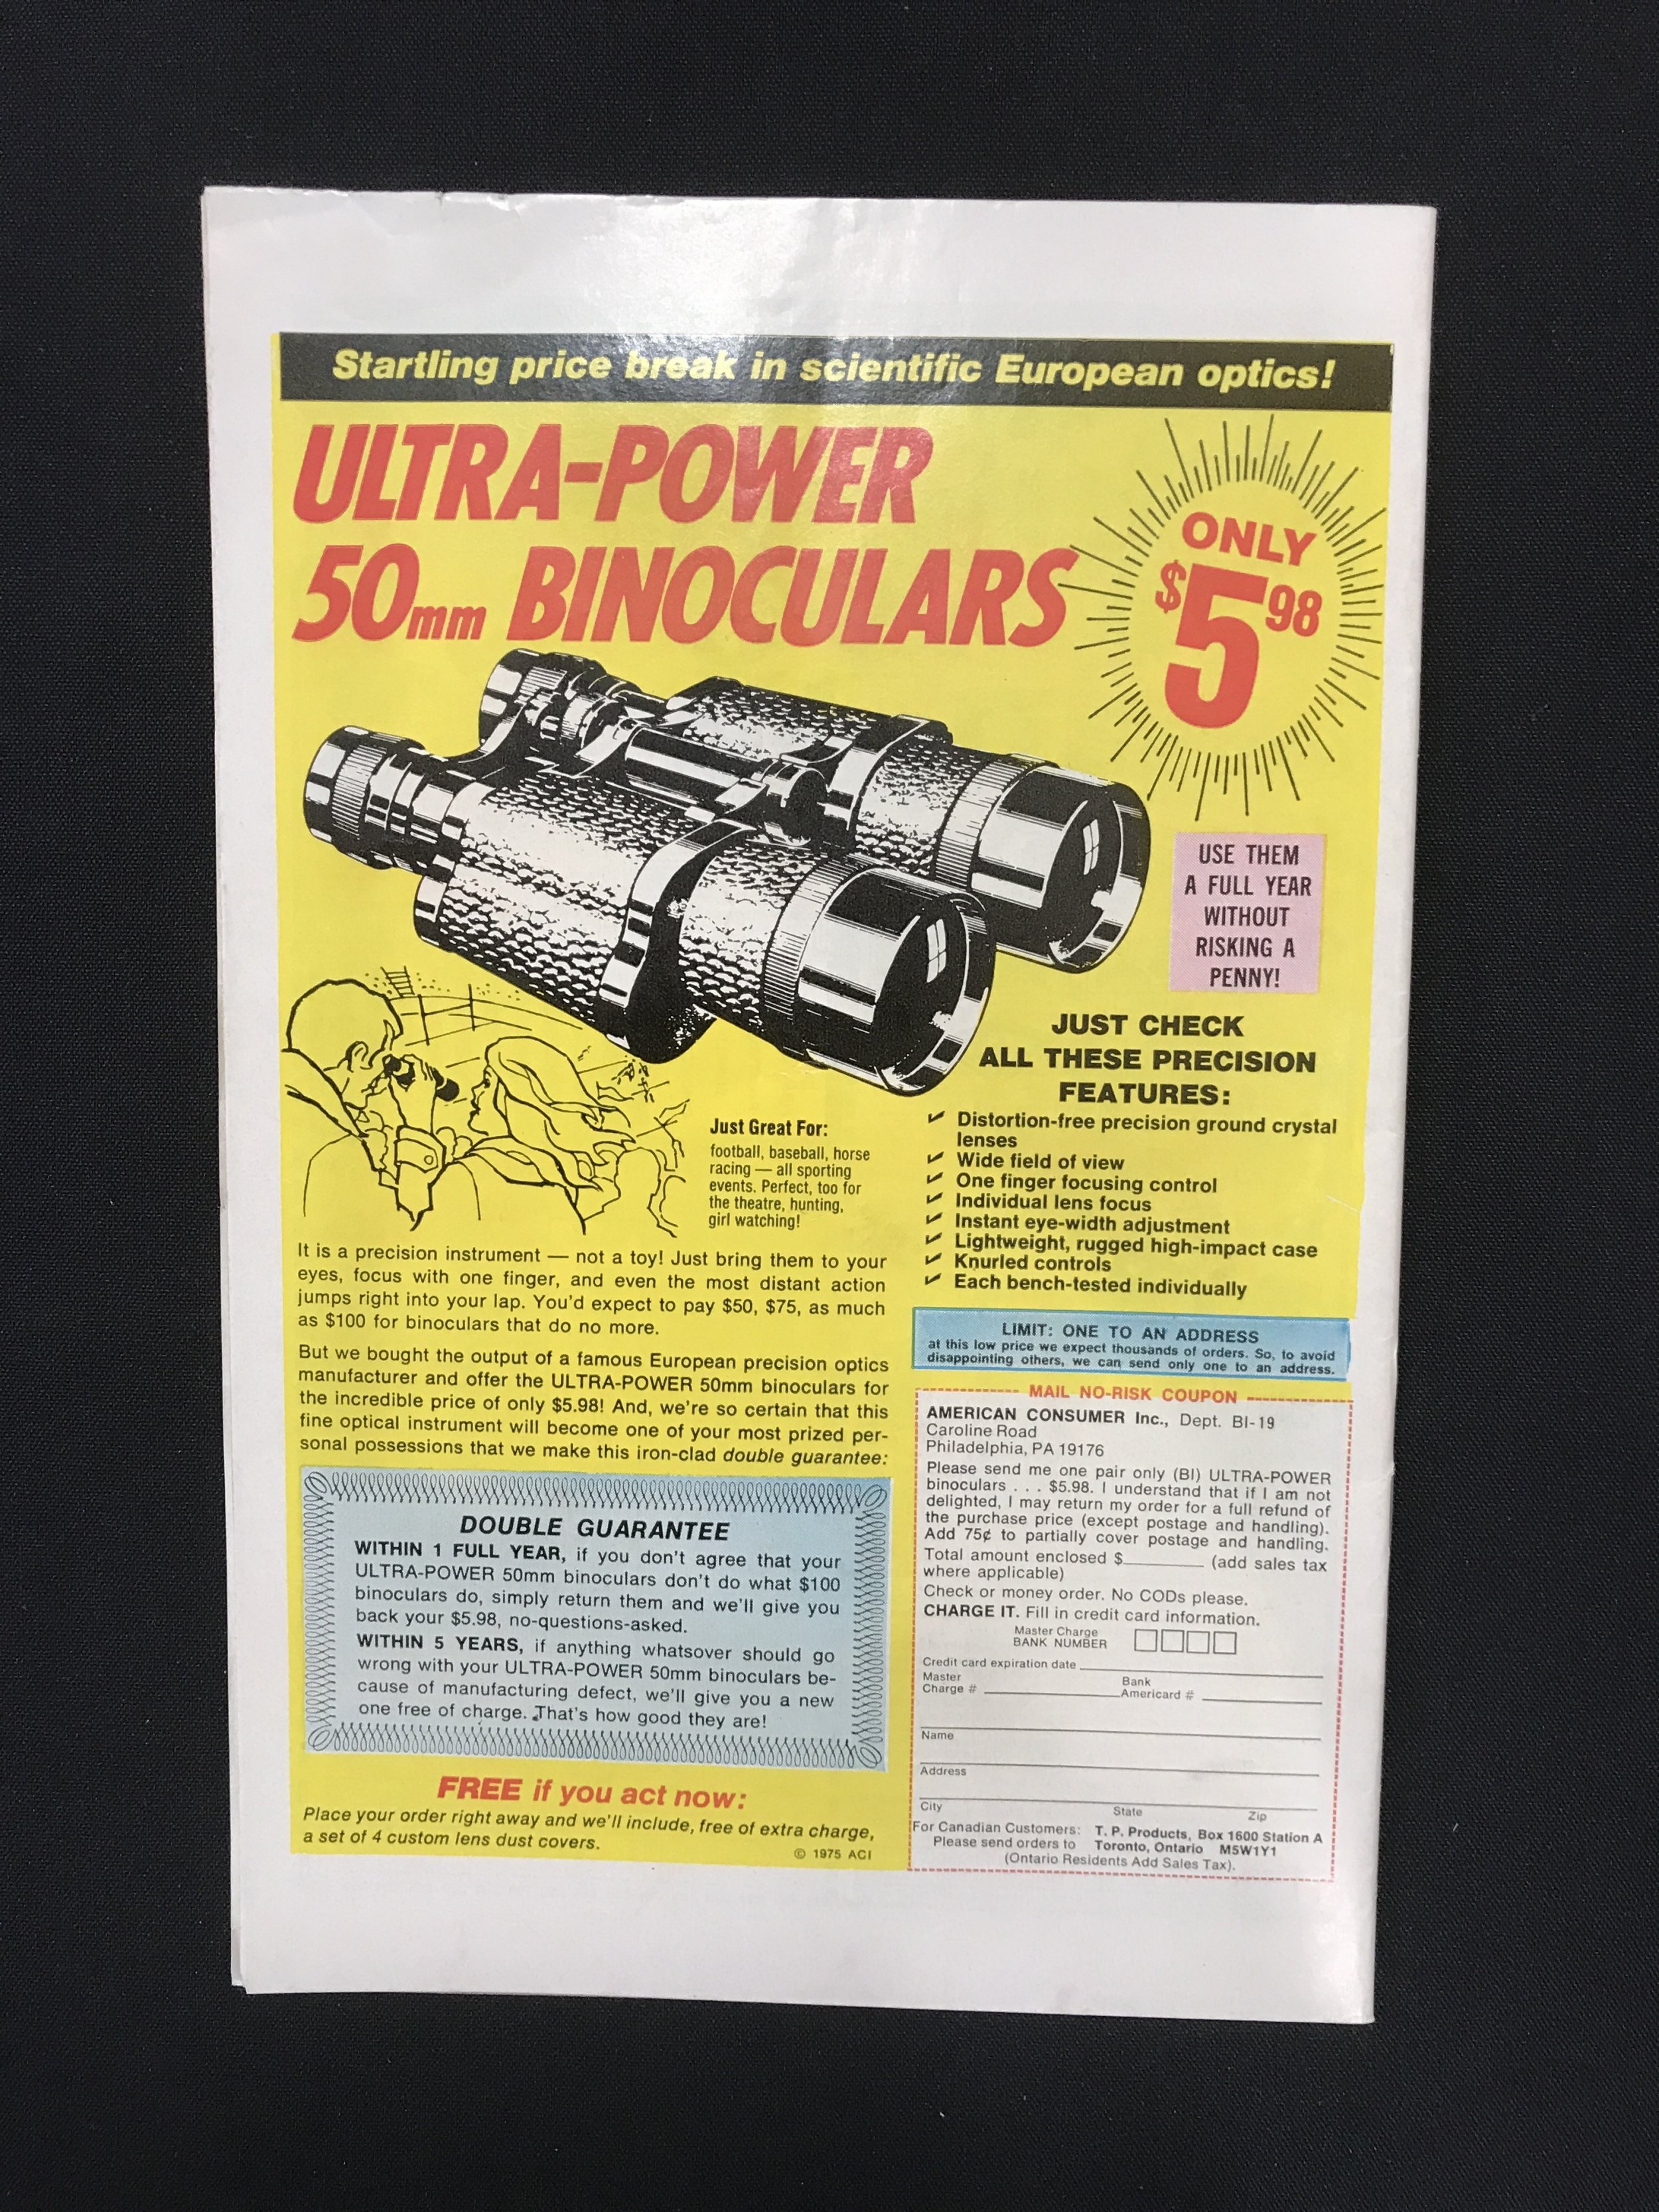 Startling price break in scientific European optics!
ULTRA-POWER
50mm BINOCULARS
ONLY
$5 98
USE THEM
A FULL YEAR
WITHOUT
RISKING A
PENNY!
JUST CHECK
ALL THESE PRECISION
FEATURES:
✔ Distortion-free precision ground crystal
lenses
✔ Wide field of view
✔ One finger focusing control
✔ Individual lens focus
✔ Instant eye-width adjustment
✔ Lightweight, rugged high-impact case
✔ Knurled controls
✔ Each bench-tested individually
Just Great For:
football, baseball, horse
racing — all sporting
events. Perfect, too for
the theatre, hunting,
girl watching!
It is a precision instrument — not a toy! Just bring them to your
eyes, focus with one finger, and even the most distant action
jumps right into your lap. You'd expect to pay $50, $75, as much
as $100 for binoculars that do no more.
But we bought the output of a famous European precision optics
manufacturer and offer the ULTRA-POWER 50mm binoculars for
the incredible price of only $5.98! And, we're so certain that this
fine optical instrument will become one of your most prized per-
sonal possessions that we make this iron-clad double guarantee:
DOUBLE GUARANTEE
WITHIN 1 FULL YEAR, if you don't agree that your
ULTRA-POWER 50mm binoculars don't do what $100
binoculars do, simply return them and we'll give you
back your $5.98, no-questions-asked.
WITHIN 5 YEARS, if anything whatsover should go
wrong with your ULTRA-POWER 50mm binoculars be-
cause of manufacturing defect, we'll give you a new
one free of charge. That's how good they are!
FREE if you act now:
Place your order right away and we'll include, free of extra charge,
a set of 4 custom lens dust covers.
© 1975 ACI
LIMIT: ONE TO AN ADDRESS
at this low price we expect thousands of orders. So, to avoid
disappointing others, we can send only one to an address.
MAIL NO-RISK COUPON
AMERICAN CONSUMER Inc., Dept. BI-19
Caroline Road
Philadelphia, PA 19176
Please send me one pair only (BI) ULTRA-POWER
binoculars . . . $5.98. I understand that if I am not
delighted, I may return my order for a full refund of
the purchase price (except postage and handling).
Add 75¢ to partially cover postage and handling.
Total amount enclosed $_________ (add sales tax
where applicable)
Check or money order. No CODs please.
CHARGE IT. Fill in credit card information.
Master Charge
BANK NUMBER
Credit card expiration date
Master Bank
Charge # Americard #
Name
Address
City State Zip
For Canadian Customers: T. P. Products, Box 1600 Station A
Please send orders to Toronto, Ontario M5W1Y1
(Ontario Residents Add Sales Tax).